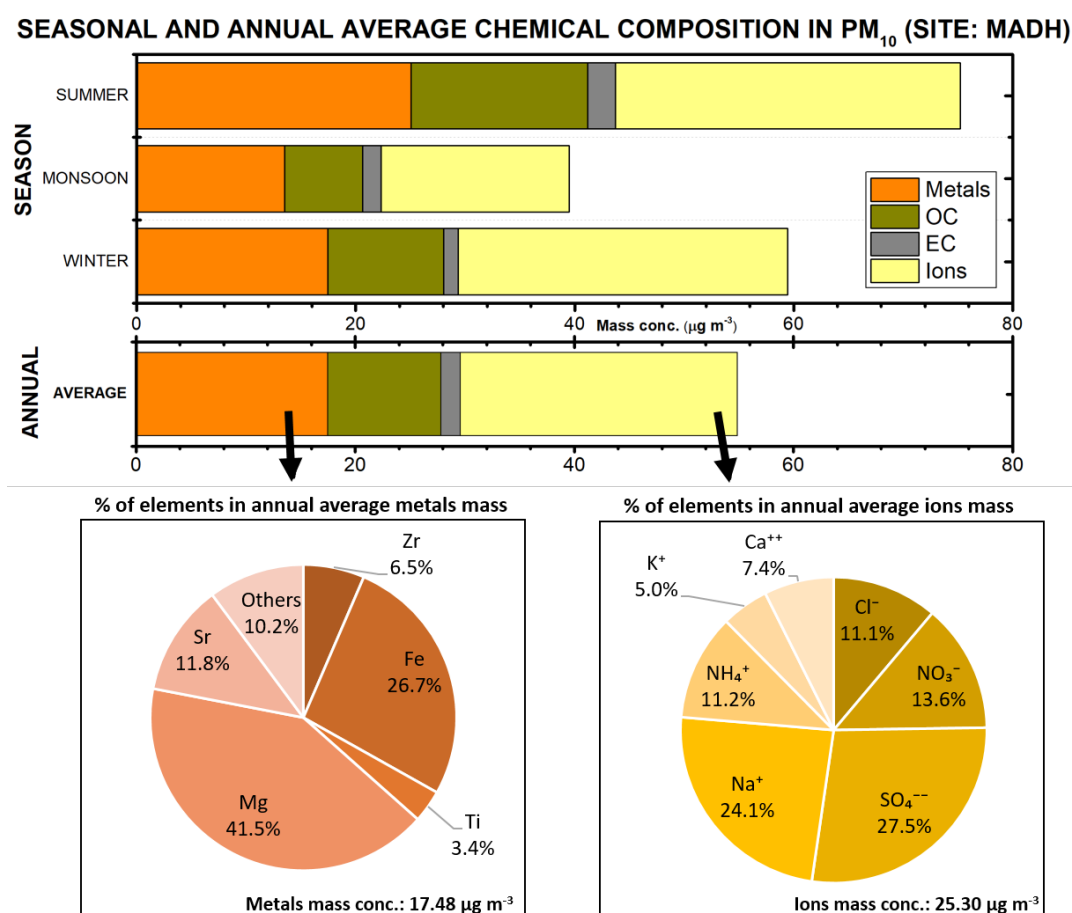 SEASONAL AND ANNUAL AVERAGE CHEMICAL COMPOSITION IN PM₁₀ (SITE: MADH)
SEASON
SUMMER
MONSOON
WINTER
Metals
OC
EC
Ions
0 20 40 60 80
Mass conc. (µg m⁻³)
ANNUAL
AVERAGE
0 20 40 60 80
% of elements in annual average metals mass
Zr
6.5%
Fe
26.7%
Ti
3.4%
Mg
41.5%
Sr
11.8%
Others
10.2%
Metals mass conc.: 17.48 µg m⁻³
% of elements in annual average ions mass
Cl⁻
11.1%
NO₃⁻
13.6%
SO₄⁻⁻
27.5%
Na⁺
24.1%
NH₄⁺
11.2%
K⁺
5.0%
Ca⁺⁺
7.4%
Ions mass conc.: 25.30 µg m⁻³